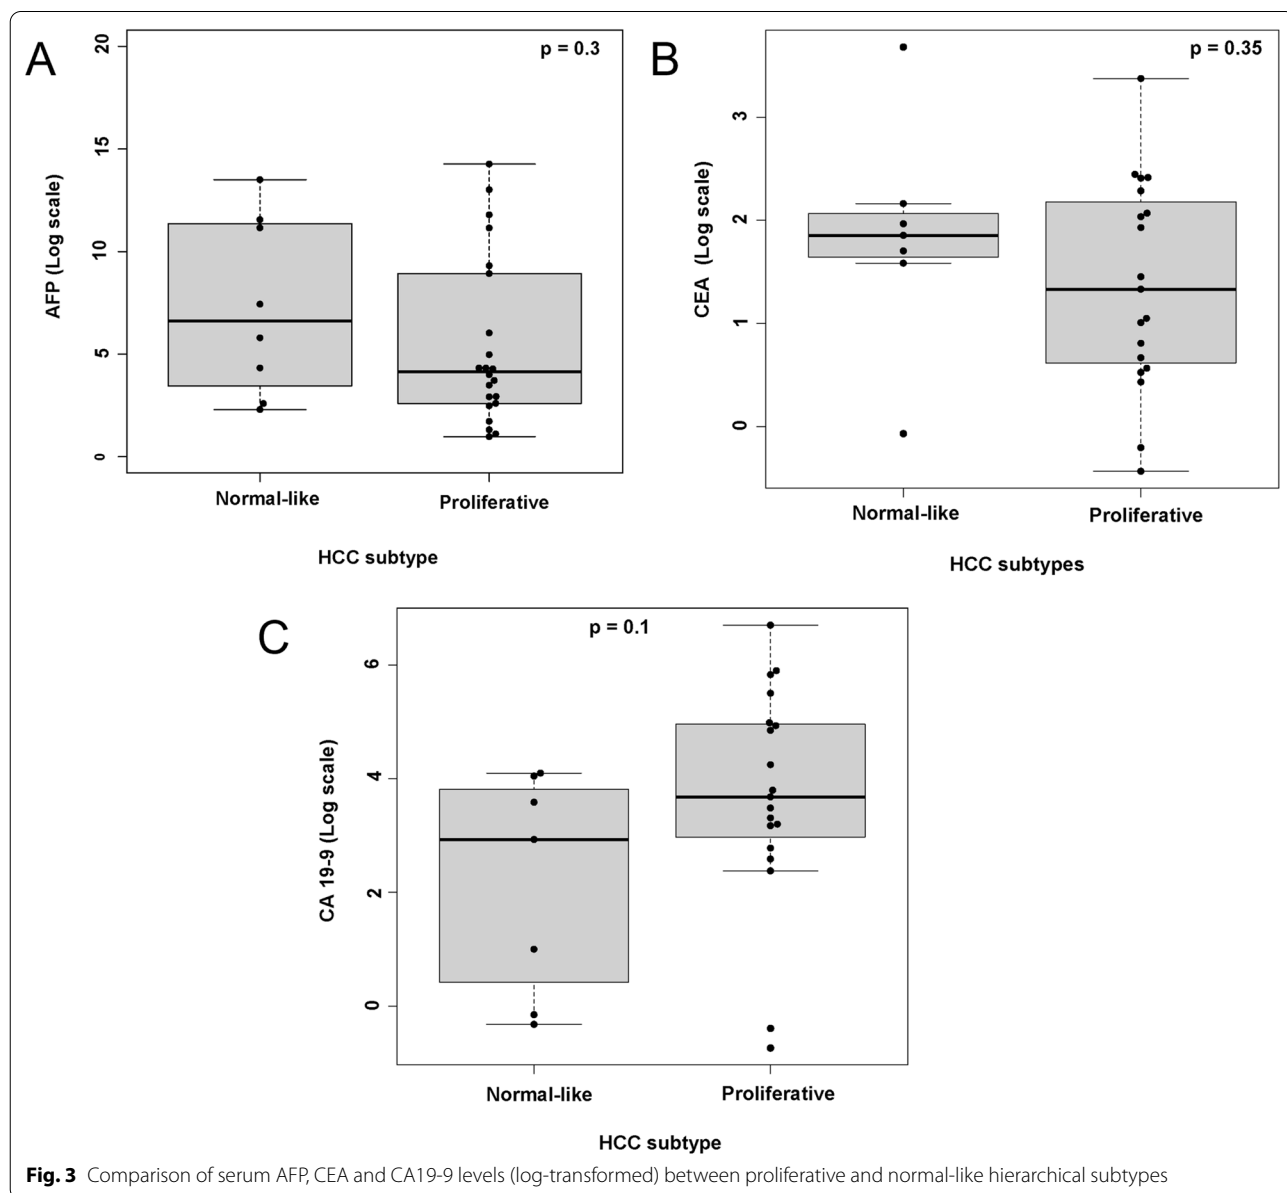 A
p = 0.3
AFP (Log scale)
20
15
10
5
0
Normal-like
Proliferative
HCC subtype
B
p = 0.35
CEA (Log scale)
3
2
1
0
Normal-like
Proliferative
HCC subtypes
C
p = 0.1
CA 19-9 (Log scale)
6
4
2
0
Normal-like
Proliferative
HCC subtype
Fig. 3 Comparison of serum AFP, CEA and CA19-9 levels (log-transformed) between proliferative and normal-like hierarchical subtypes